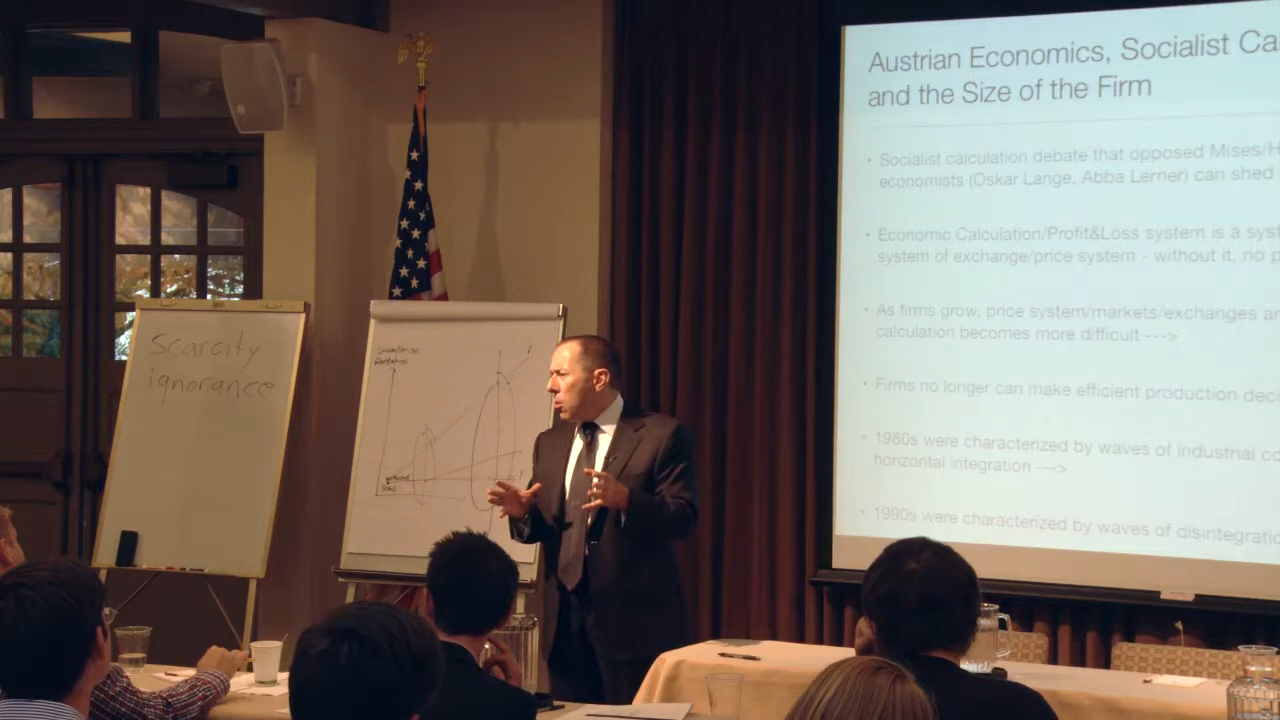 Scarcity
ignorance
Austrian Economics, Socialist Ca
and the Size of the Firm
• Socialist calculation debate that opposed Mises/H
economists (Oskar Lange, Abba Lerner) can shed
• Economic Calculation/Profit&Loss system is a syst
system of exchange/price system - without it, no p
• As firms grow, price system/markets/exchanges ar
calculation becomes more difficult --->
• Firms no longer can make efficient production deci
• 1980s were characterized by waves of industrial co
horizontal integration --->
• 1990s were characterized by waves of disintegratio